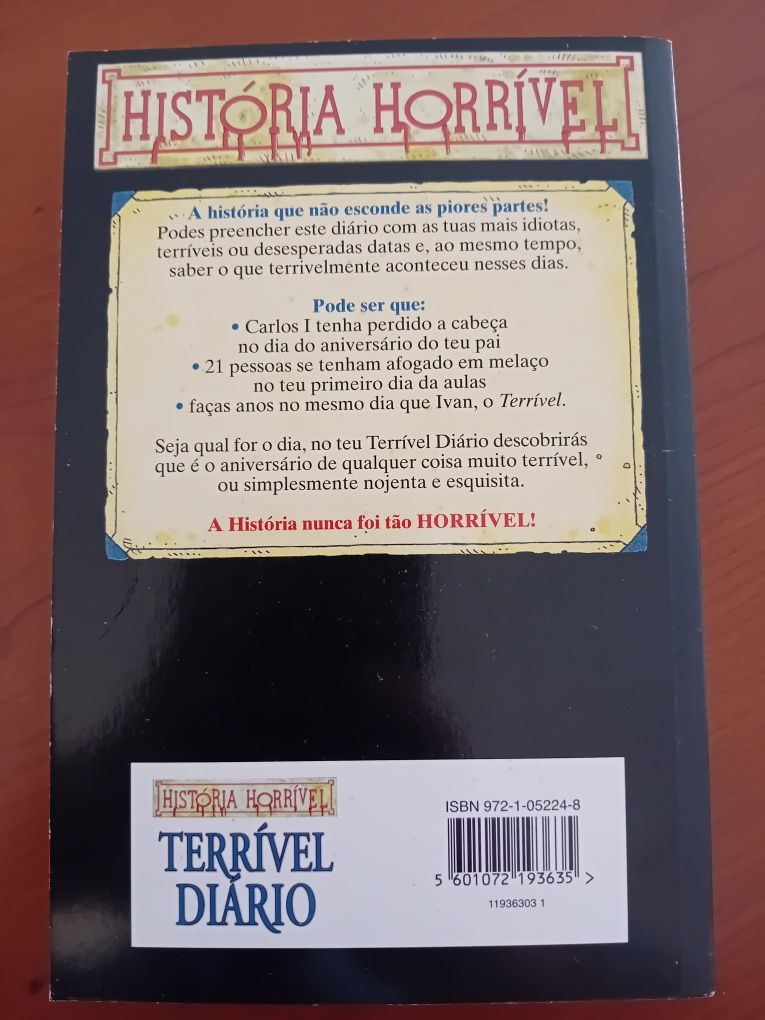 HISTÓRIA HORRÍVEL
A história que não esconde as piores partes!
Podes preencher este diário com as tuas mais idiotas,
terríveis ou desesperadas datas e, ao mesmo tempo,
saber o que terrivelmente aconteceu nesses dias.
Pode ser que:
• Carlos I tenha perdido a cabeça
no dia do aniversário do teu pai
• 21 pessoas se tenham afogado em melaço
no teu primeiro dia da aulas
• faças anos no mesmo dia que Ivan, o Terrível.
Seja qual for o dia, no teu Terrível Diário descobrirás
que é o aniversário de qualquer coisa muito terrível,
ou simplesmente nojenta e esquisita.
A História nunca foi tão HORRÍVEL!
HISTÓRIA HORRÍVEL
TERRÍVEL
DIÁRIO
ISBN 972-1-05224-8
5 601072 193635 >
11936303 1